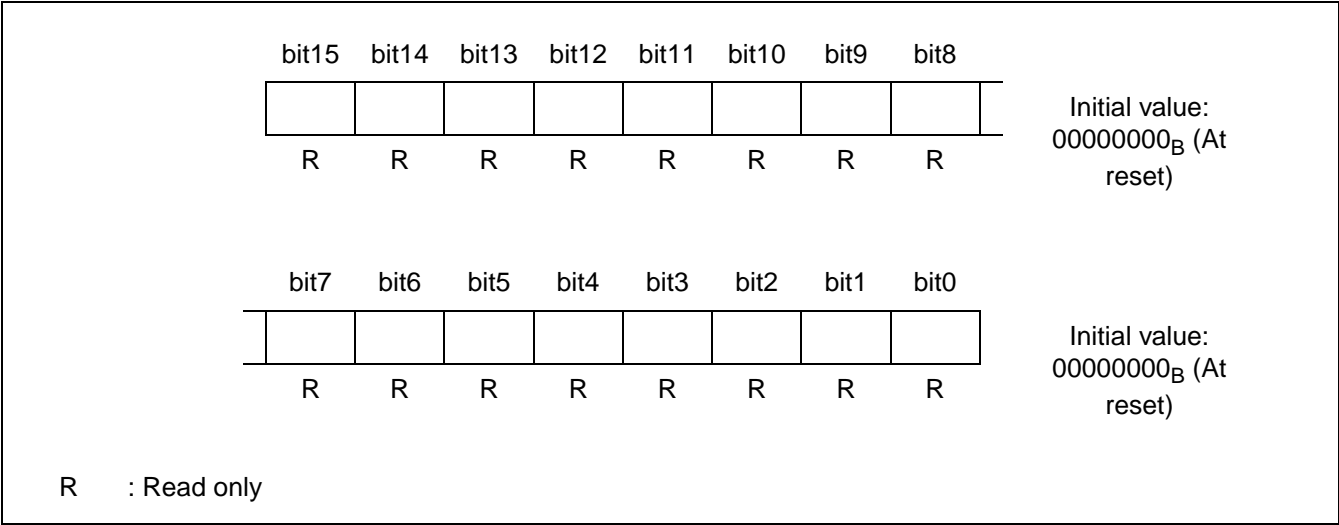 bit15 bit14 bit13 bit12 bit11 bit10 bit9 bit8
Initial value:
00000000B (At
reset)
R R R R R R R R
bit7 bit6 bit5 bit4 bit3 bit2 bit1 bit0
Initial value:
00000000B (At
reset)
R R R R R R R R
R : Read only